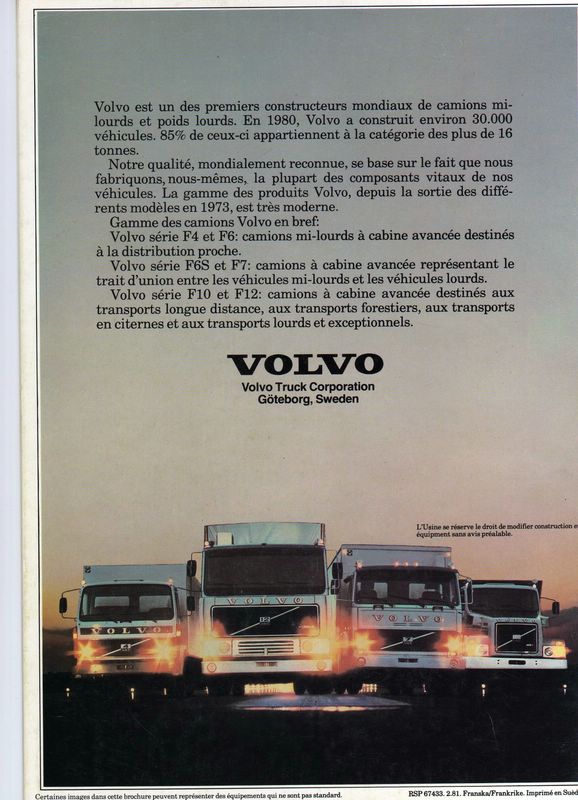 Volvo est un des premiers constructeurs mondiaux de camions mi-
lourds et poids lourds. En 1980, Volvo a construit environ 30.000
véhicules. 85% de ceux-ci appartiennent à la catégorie des plus de 16
tonnes.
Notre qualité, mondialement reconnue, se base sur le fait que nous
fabriquons, nous-mêmes, la plupart des composants vitaux de nos
véhicules. La gamme des produits Volvo, depuis la sortie des diffé-
rents modèles en 1973, est très moderne.
Gamme des camions Volvo en bref:
Volvo série F4 et F6: camions mi-lourds à cabine avancée destinés
à la distribution proche.
Volvo série F6S et F7: camions à cabine avancée représentant le
trait d'union entre les véhicules mi-lourds et les véhicules lourds.
Volvo série F10 et F12: camions à cabine avancée destinés aux
transports longue distance, aux transports forestiers, aux transports
en citernes et aux transports lourds et exceptionnels.
VOLVO
Volvo Truck Corporation
Göteborg, Sweden
L'Usine se réserve le droit de modifier construction e
équipment sans avis préalable.
VOLVO
VOLVO
12
VOLVO
7
Certaines images dans cette brochure peuvent représenter des équipements qui ne sont pas standard.
RSP 67433. 2.81. Franska/Frankrike. Imprimé en Suèd